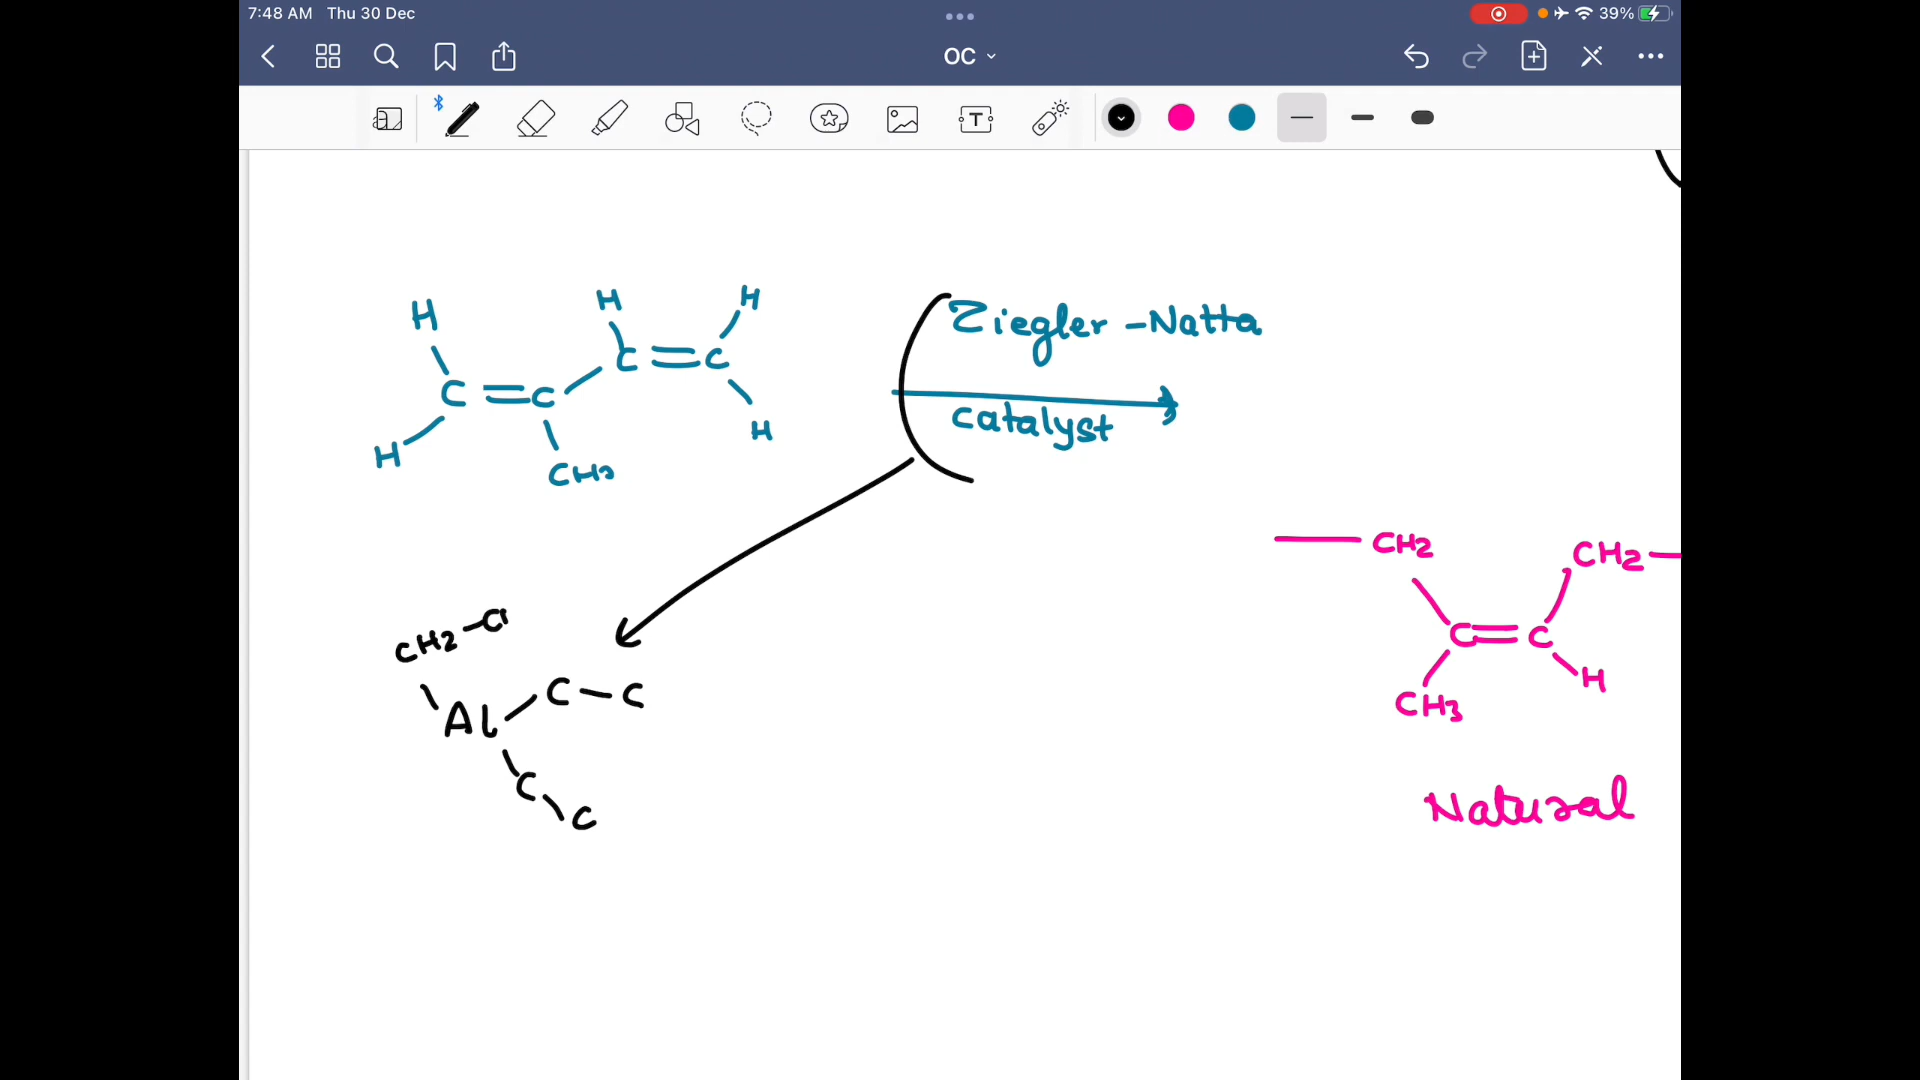 7:48 AM Thu 30 Dec
39%
OC
T
H H H
Ziegler-Natta
C C
C C
catalyst
H H
CH3
CH2 CH2
CH2-C
C C
H
C-C
CH3
Al
C
C
Natural